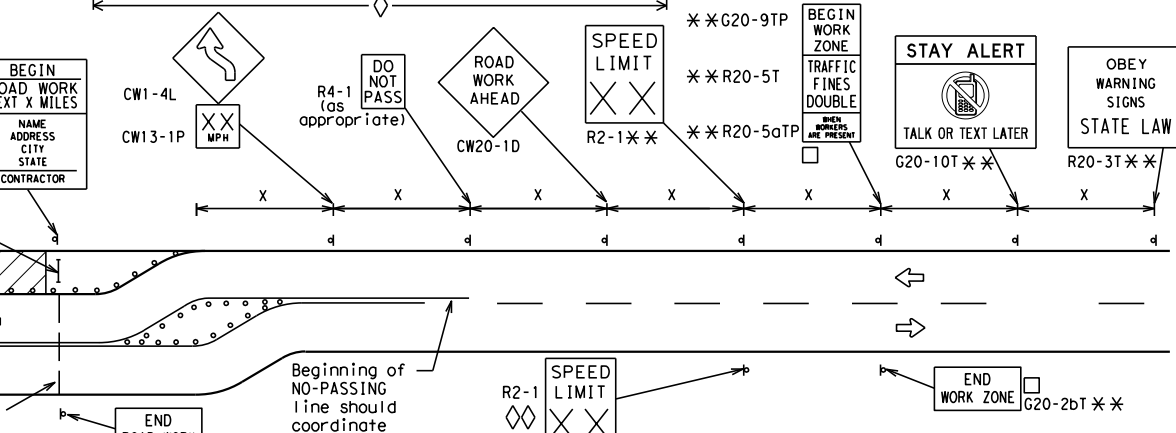 BEGIN
ROAD WORK
NEXT X MILES
NAME
ADDRESS
CITY
STATE
CONTRACTOR
CW1-4L
CW13-1P
XX
MPH
R4-1
(as
appropriate)
DO
NOT
PASS
ROAD
WORK
AHEAD
CW20-1D
SPEED
LIMIT
XX
R2-1**
**G20-9TP
**R20-5T
**R20-5aTP
BEGIN
WORK
ZONE
TRAFFIC
FINES
DOUBLE
WHEN
WORKERS
ARE PRESENT
STAY ALERT
TALK OR TEXT LATER
G20-10T**
OBEY
WARNING
SIGNS
STATE LAW
R20-3T**
X X X X X X X
Beginning of
NO-PASSING
line should
coordinate
R2-1
SPEED
LIMIT
XX
END
WORK ZONE
G20-2bT**
END